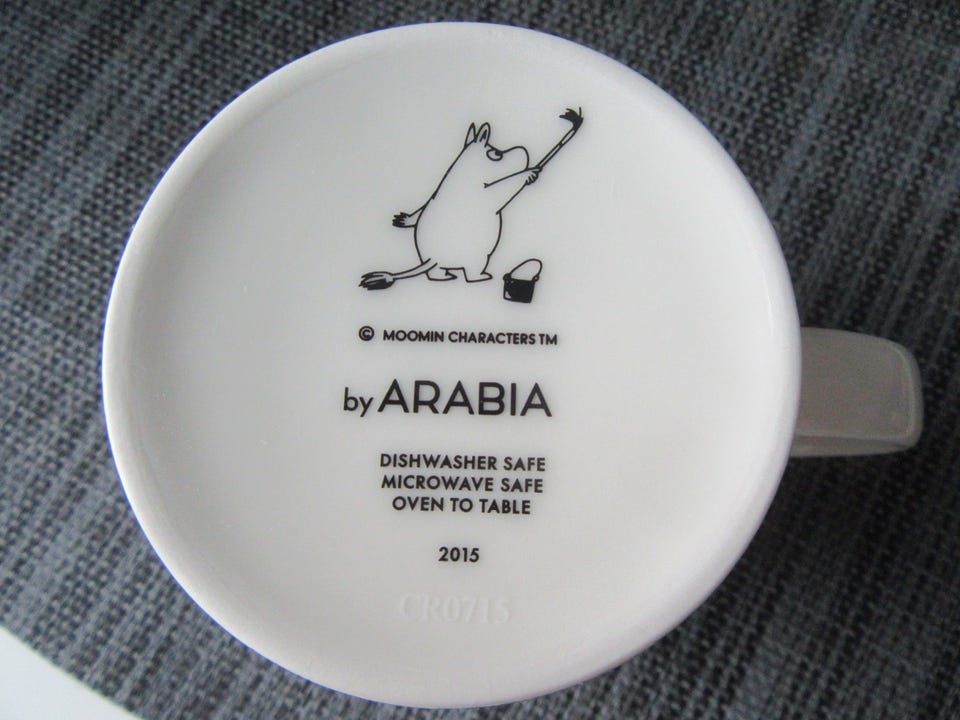 © MOOMIN CHARACTERS TM
by ARABIA
DISHWASHER SAFE
MICROWAVE SAFE
OVEN TO TABLE
2015
CR0715